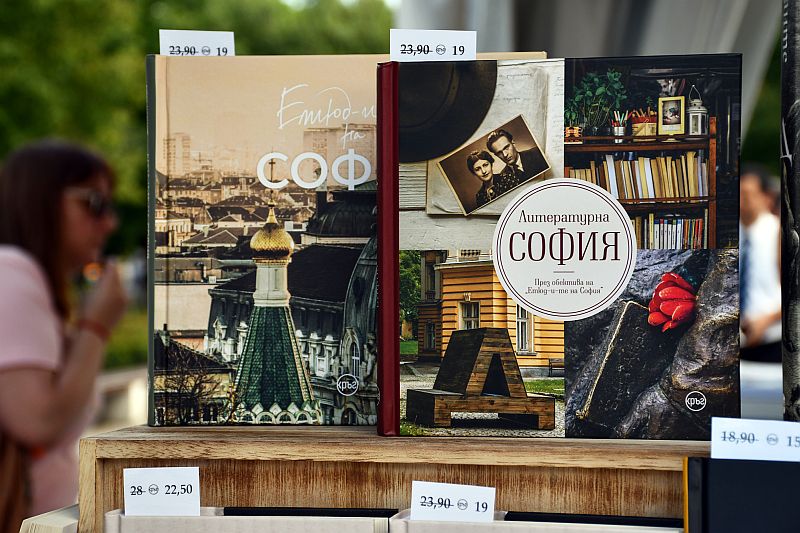 23,90 19
23,90 19
Етюд-и
на
СОФ
Литературна
СОФИЯ
През обектива на
„Етюд-и-те на София“
кръг
кръг
28 22,50
23,90 19
18,90 15